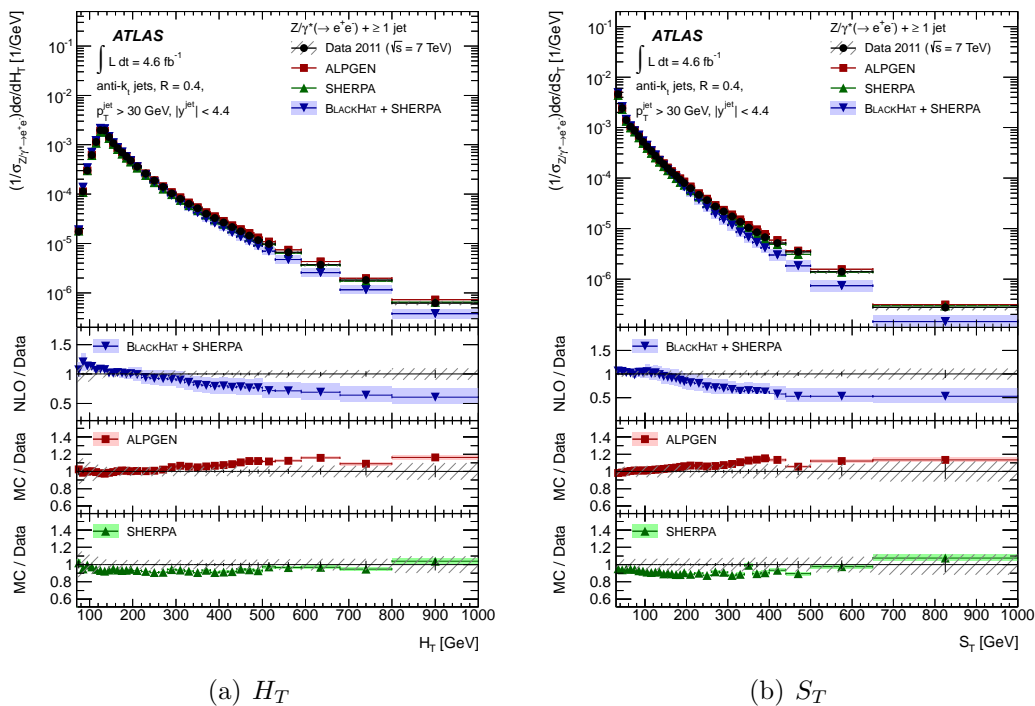 (1/σ_{Z/γ*→e⁺e⁻})dσ/dH_T [1/GeV]
10⁻¹
10⁻²
10⁻³
10⁻⁴
10⁻⁵
10⁻⁶
ATLAS
∫ L dt = 4.6 fb⁻¹
anti-k_t jets, R = 0.4,
p_T^jet > 30 GeV, |y^jet| < 4.4
Z/γ*(→ e⁺e⁻) + ≥ 1 jet
Data 2011 (√s = 7 TeV)
ALPGEN
SHERPA
BLACKHAT + SHERPA
NLO / Data
1.5
1
0.5
BLACKHAT + SHERPA
MC / Data
1.4
1.2
1
0.8
0.6
ALPGEN
MC / Data
1.4
1.2
1
0.8
0.6
SHERPA
100 200 300 400 500 600 700 800 900 1000
H_T [GeV]
(a) H_T
(1/σ_{Z/γ*→e⁺e⁻})dσ/dS_T [1/GeV]
10⁻¹
10⁻²
10⁻³
10⁻⁴
10⁻⁵
10⁻⁶
ATLAS
∫ L dt = 4.6 fb⁻¹
anti-k_t jets, R = 0.4,
p_T^jet > 30 GeV, |y^jet| < 4.4
Z/γ*(→ e⁺e⁻) + ≥ 1 jet
Data 2011 (√s = 7 TeV)
ALPGEN
SHERPA
BLACKHAT + SHERPA
NLO / Data
1.5
1
0.5
BLACKHAT + SHERPA
MC / Data
1.4
1.2
1
0.8
0.6
ALPGEN
MC / Data
1.4
1.2
1
0.8
0.6
SHERPA
100 200 300 400 500 600 700 800 900 1000
S_T [GeV]
(b) S_T